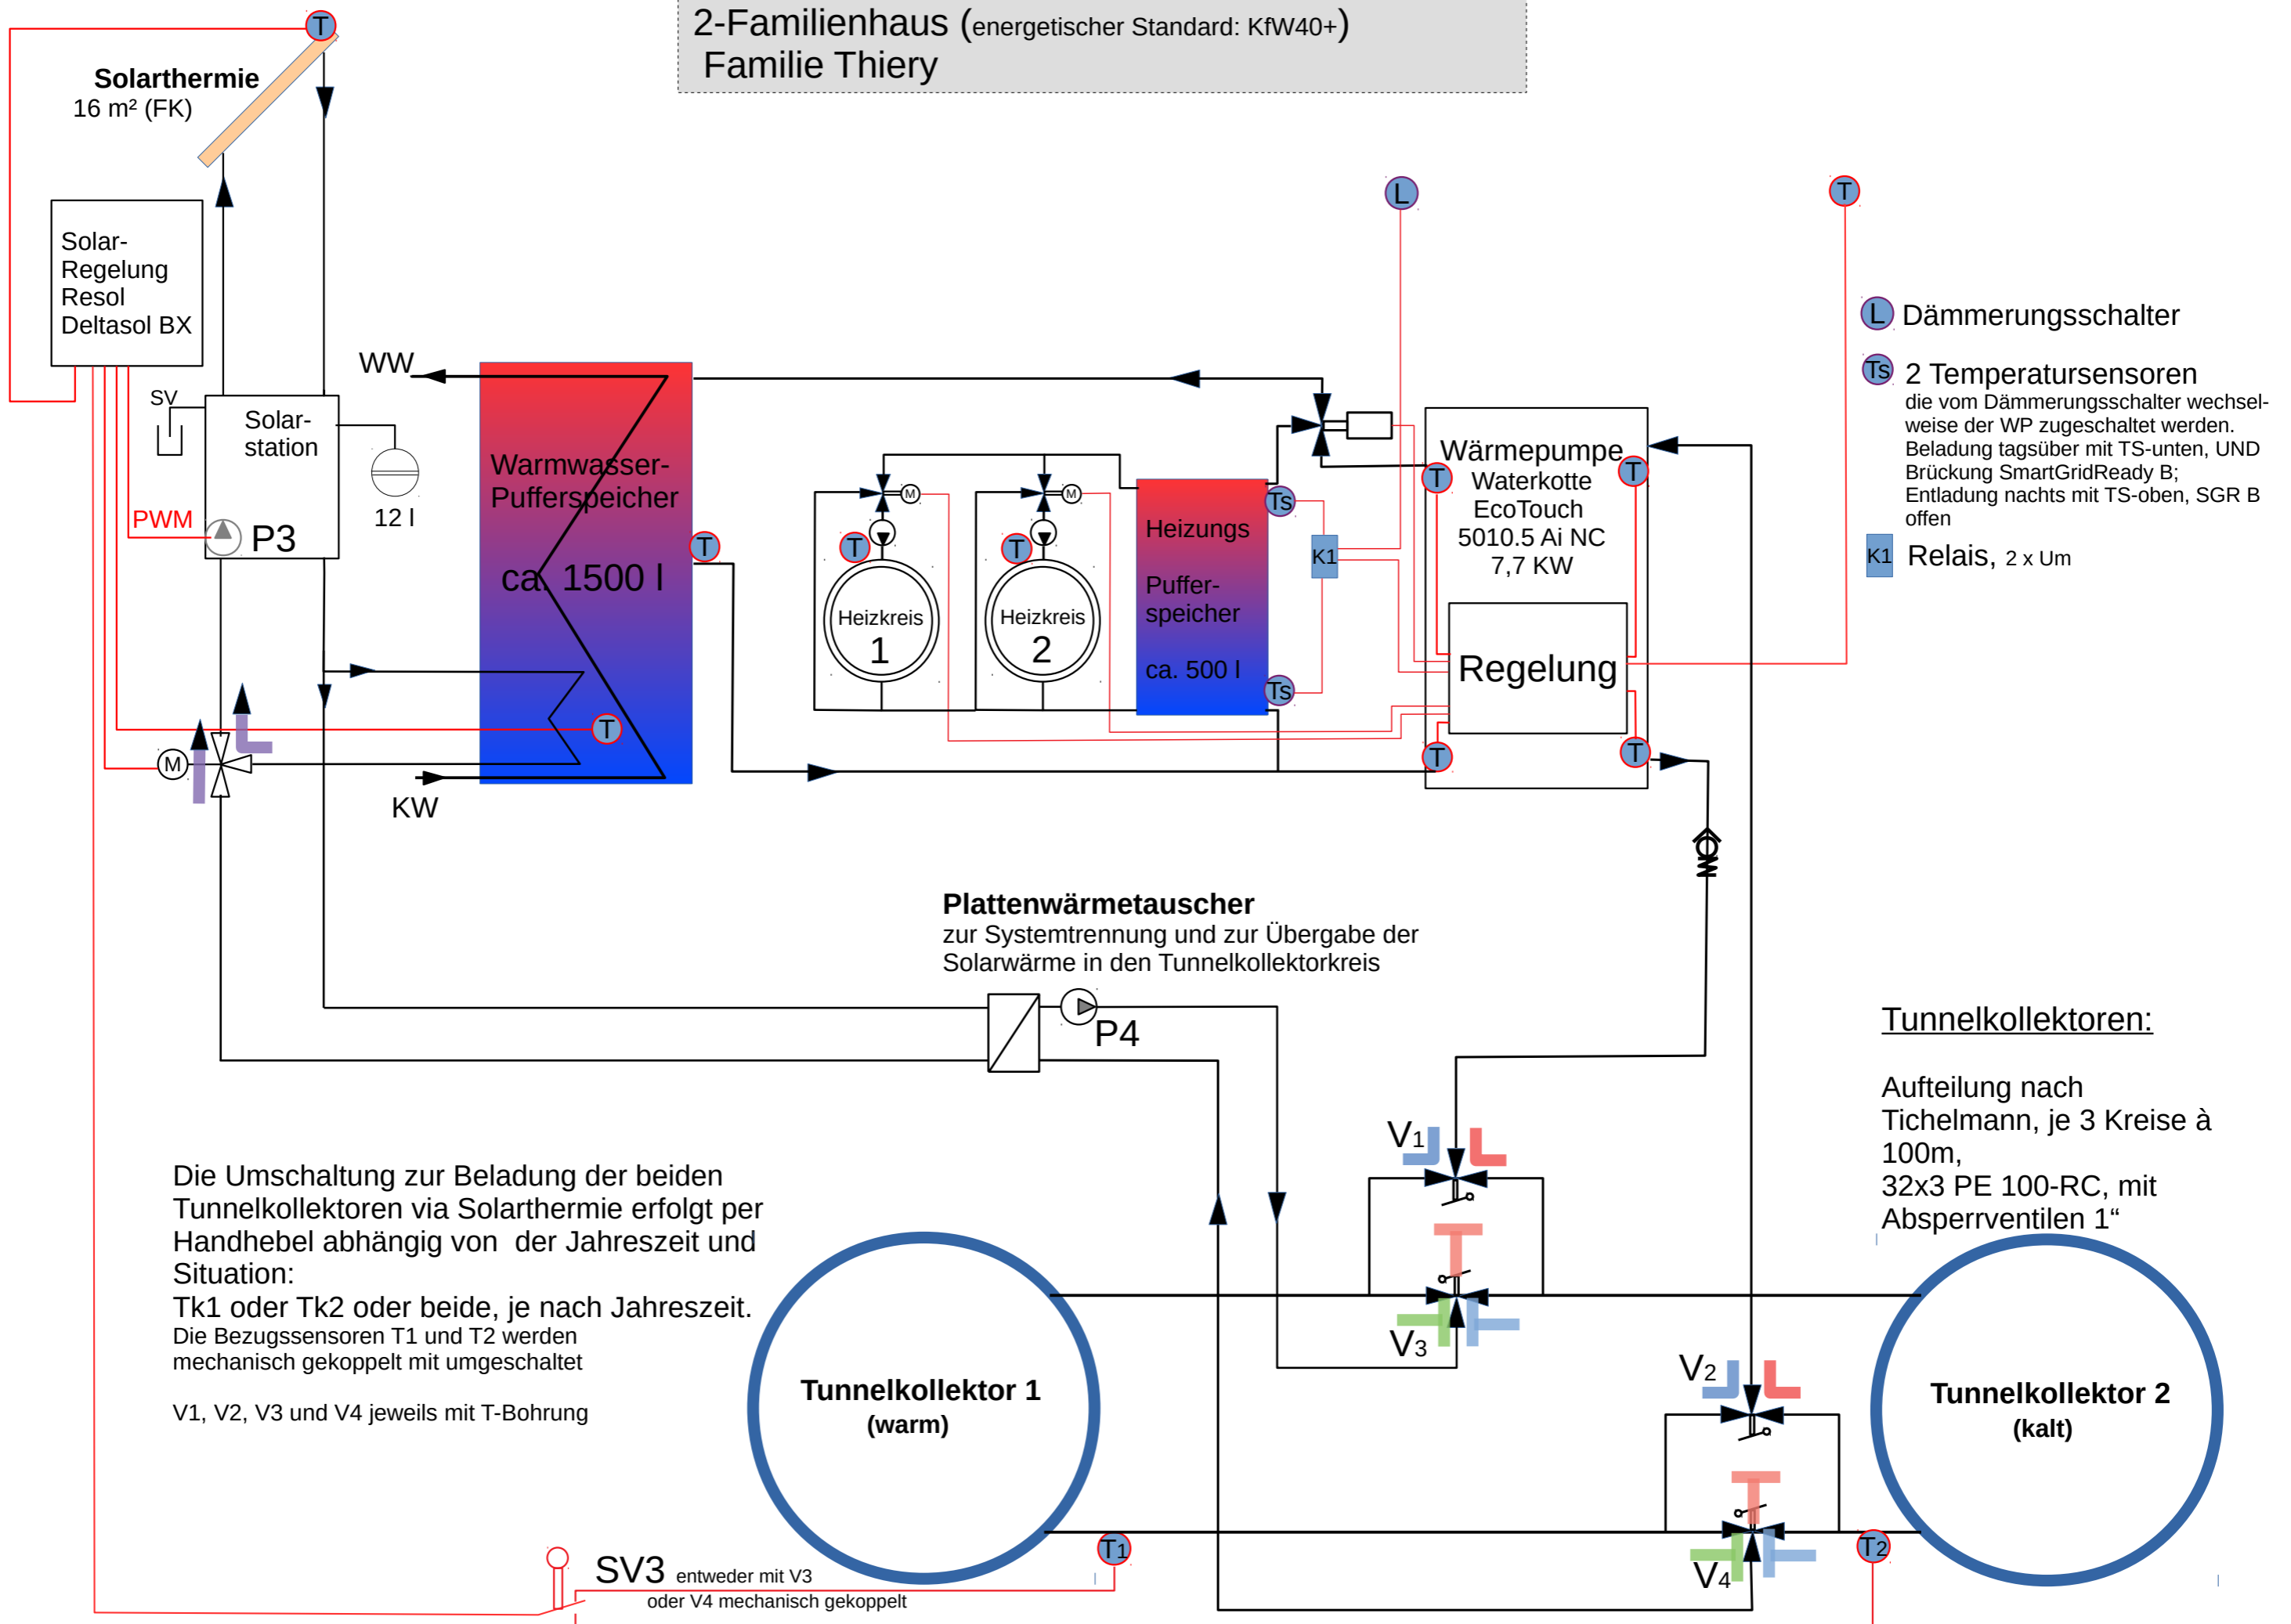 2-Familienhaus (energetischer Standard: KfW40+)
Familie Thiery
T
Solarthermie
16 m² (FK)
Solar-
Regelung
Resol
Deltasol BX
SV
Solar-
station
12 l
PWM
P3
M
WW
Warmwasser-
Pufferspeicher
ca. 1500 l
T
T
KW
M
M
T
T
Heizkreis
1
Heizkreis
2
Heizungs
Puffer-
speicher
ca. 500 l
Ts
Ts
K1
L
T
Wärmepumpe
Waterkotte
EcoTouch
5010.5 Ai NC
7,7 KW
T
T
Regelung
T
T
L Dämmerungsschalter
Ts 2 Temperatursensoren
die vom Dämmerungsschalter wechsel-
weise der WP zugeschaltet werden.
Beladung tagsüber mit TS-unten, UND
Brückung SmartGridReady B;
Entladung nachts mit TS-oben, SGR B
offen
K1 Relais, 2 x Um
Plattenwärmetauscher
zur Systemtrennung und zur Übergabe der
Solarwärme in den Tunnelkollektorkreis
P4
Tunnelkollektoren:
Aufteilung nach
Tichelmann, je 3 Kreise à
100m,
32x3 PE 100-RC, mit
Absperrventilen 1“
V1
V3
V2
V4
Die Umschaltung zur Beladung der beiden
Tunnelkollektoren via Solarthermie erfolgt per
Handhebel abhängig von der Jahreszeit und
Situation:
Tk1 oder Tk2 oder beide, je nach Jahreszeit.
Die Bezugssensoren T1 und T2 werden
mechanisch gekoppelt mit umgeschaltet
V1, V2, V3 und V4 jeweils mit T-Bohrung
Tunnelkollektor 1
(warm)
Tunnelkollektor 2
(kalt)
T1
T2
SV3 entweder mit V3
oder V4 mechanisch gekoppelt